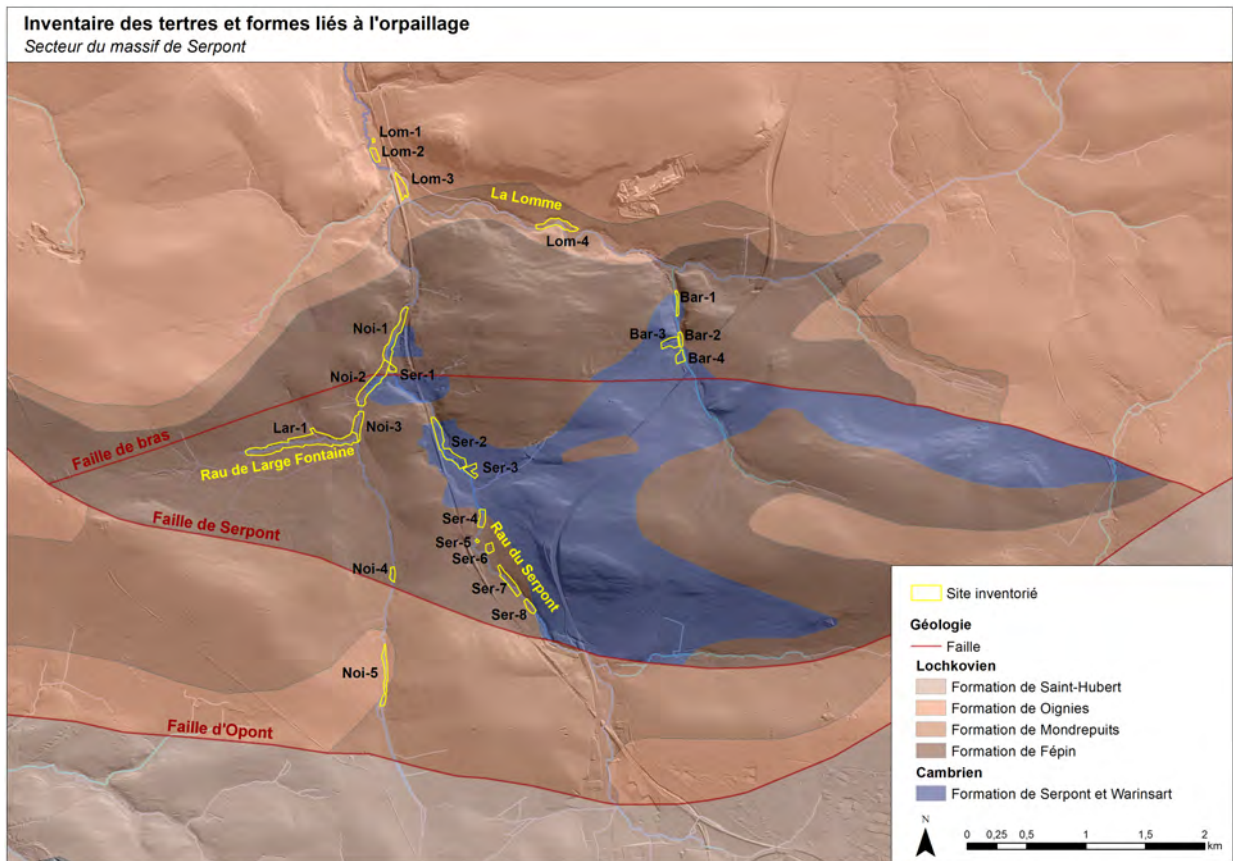 Inventaire des tertres et formes liés à l'orpaillage
Secteur du massif de Serpont
Lom-1
Lom-2
Lom-3
La Lomme
Lom-4
Bar-1
Noi-1
Bar-3
Bar-2
Bar-4
Noi-2
Ser-1
Lar-1
Noi-3
Ser-2
Faille de bras
Rau de Large Fontaine
Ser-3
Faille de Serpont
Ser-4
Ser-5
Ser-6
Rau du Serpont
Noi-4
Ser-7
Ser-8
Noi-5
Faille d'Opont
Site inventorié
Géologie
Faille
Lochkovien
Formation de Saint-Hubert
Formation de Oignies
Formation de Mondrepuits
Formation de Fépin
Cambrien
Formation de Serpont et Warinsart
N
0 0,25 0,5 1 1,5 2
km